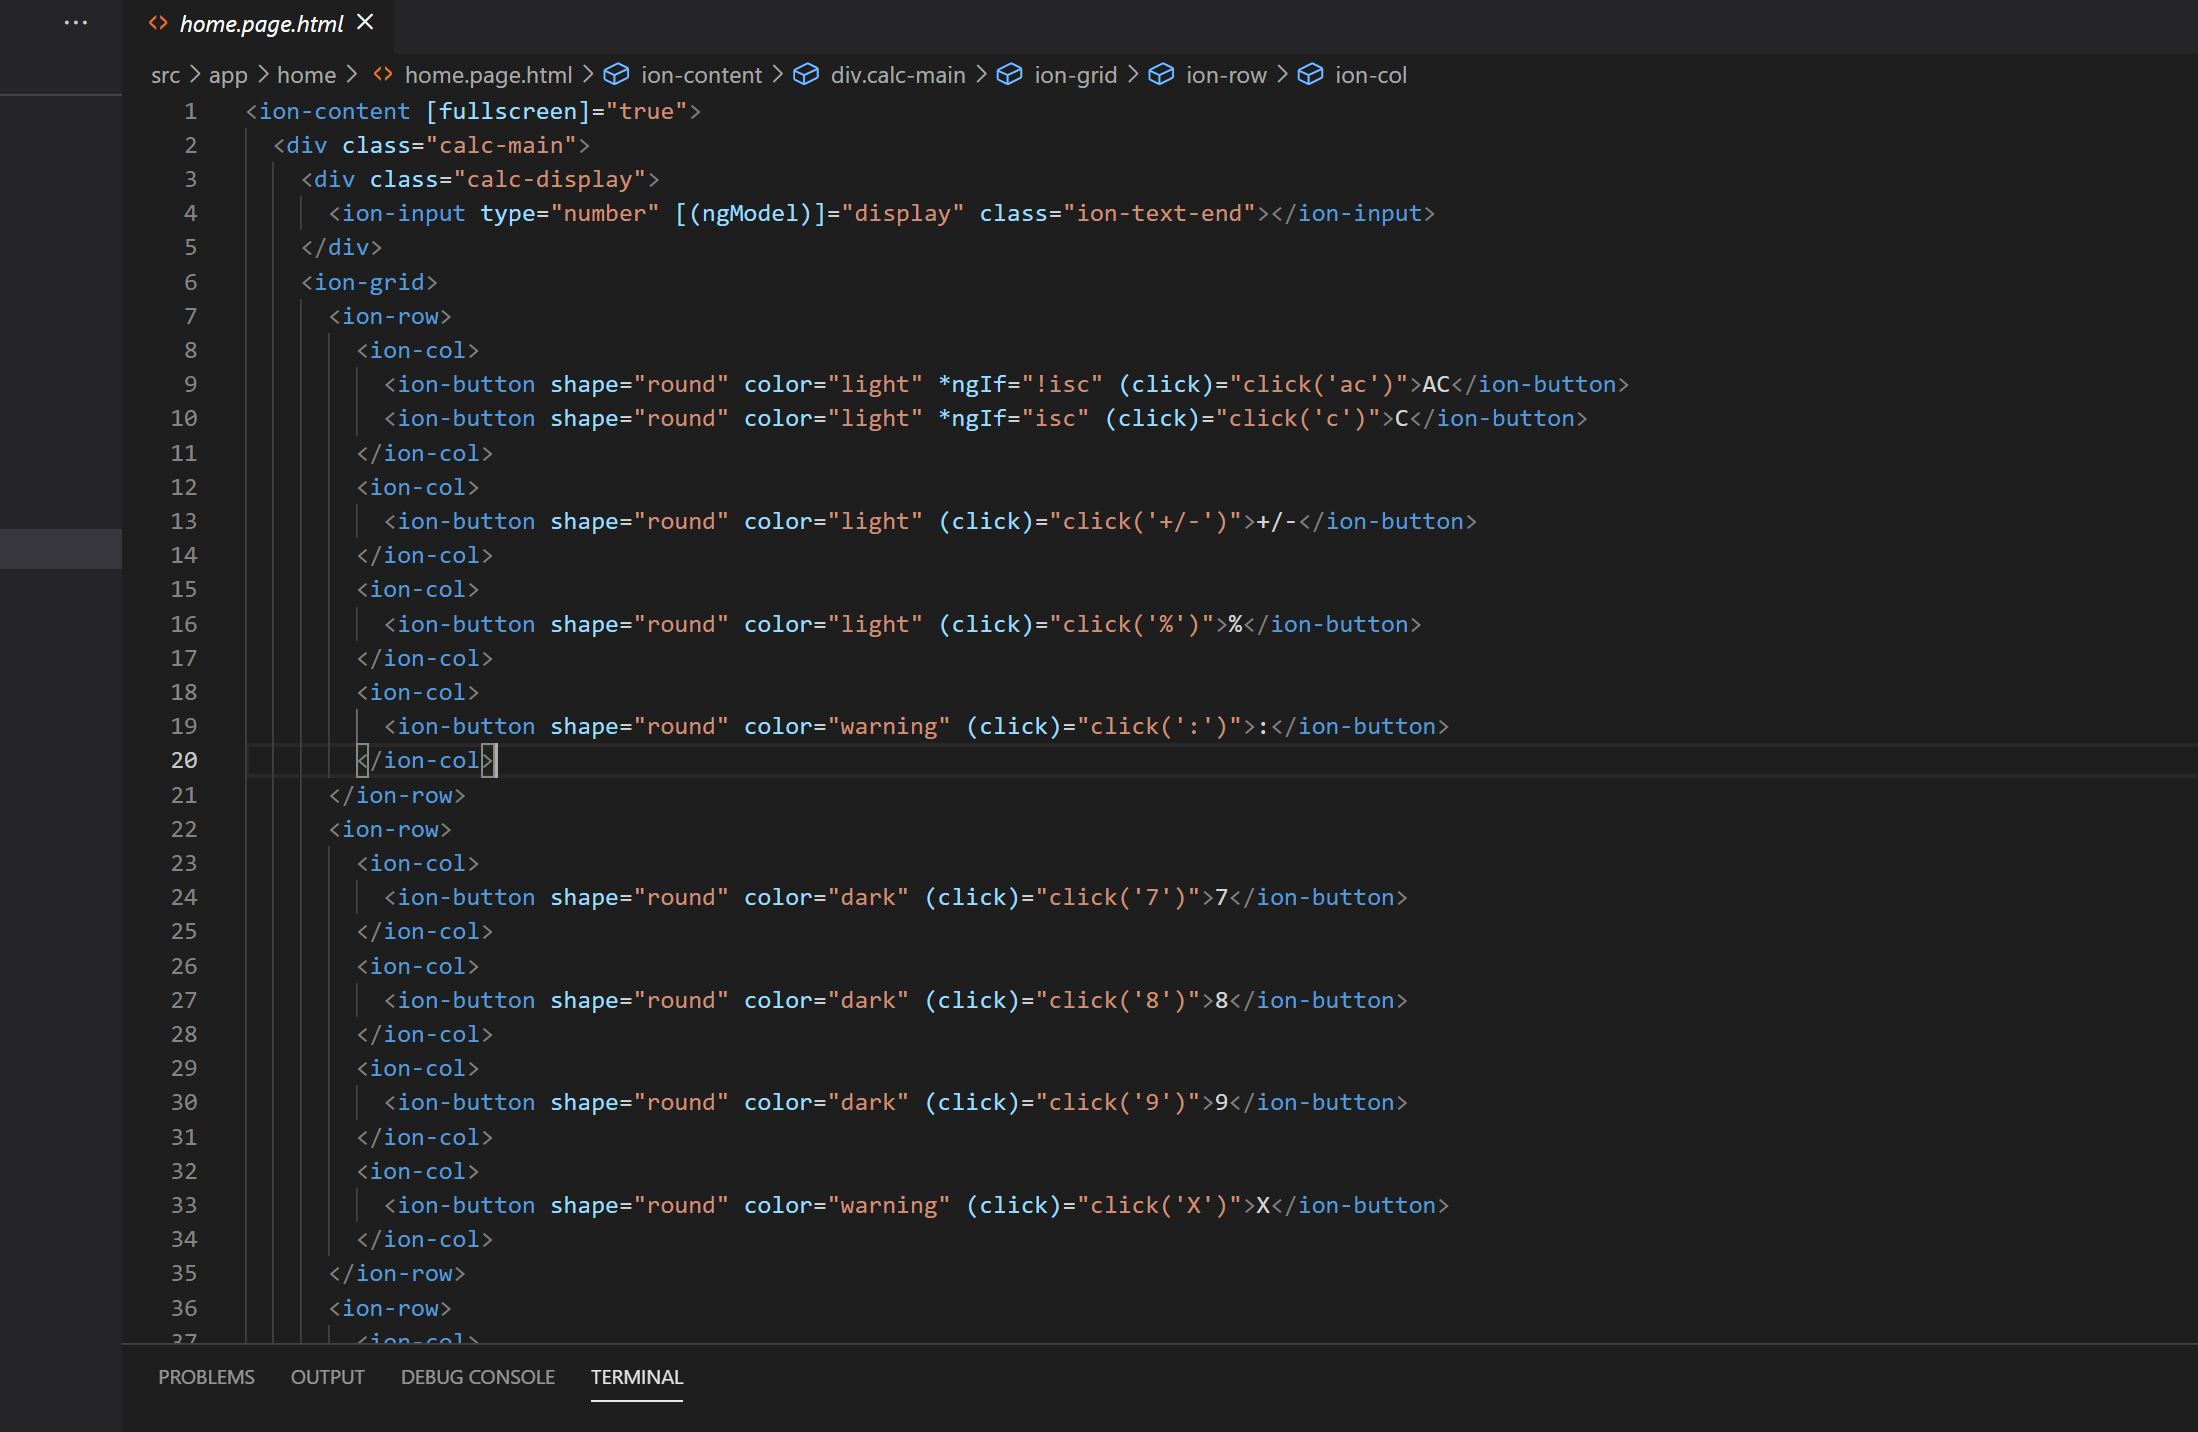 ··· home.page.html
src > app > home > home.page.html > ion-content > div.calc-main > ion-grid > ion-row > ion-col
1 <ion-content [fullscreen]="true">
2 <div class="calc-main">
3 <div class="calc-display">
4 <ion-input type="number" [(ngModel)]="display" class="ion-text-end"></ion-input>
5 </div>
6 <ion-grid>
7 <ion-row>
8 <ion-col>
9 <ion-button shape="round" color="light" *ngIf="!isc" (click)="click('ac')">AC</ion-button>
10 <ion-button shape="round" color="light" *ngIf="isc" (click)="click('c')">C</ion-button>
11 </ion-col>
12 <ion-col>
13 <ion-button shape="round" color="light" (click)="click('+/-')">+/-</ion-button>
14 </ion-col>
15 <ion-col>
16 <ion-button shape="round" color="light" (click)="click('%')">%</ion-button>
17 </ion-col>
18 <ion-col>
19 <ion-button shape="round" color="warning" (click)="click(':')">:</ion-button>
20 </ion-col>
21 </ion-row>
22 <ion-row>
23 <ion-col>
24 <ion-button shape="round" color="dark" (click)="click('7')">7</ion-button>
25 </ion-col>
26 <ion-col>
27 <ion-button shape="round" color="dark" (click)="click('8')">8</ion-button>
28 </ion-col>
29 <ion-col>
30 <ion-button shape="round" color="dark" (click)="click('9')">9</ion-button>
31 </ion-col>
32 <ion-col>
33 <ion-button shape="round" color="warning" (click)="click('X')">X</ion-button>
34 </ion-col>
35 </ion-row>
36 <ion-row>
37 <ion-col>
PROBLEMS OUTPUT DEBUG CONSOLE TERMINAL